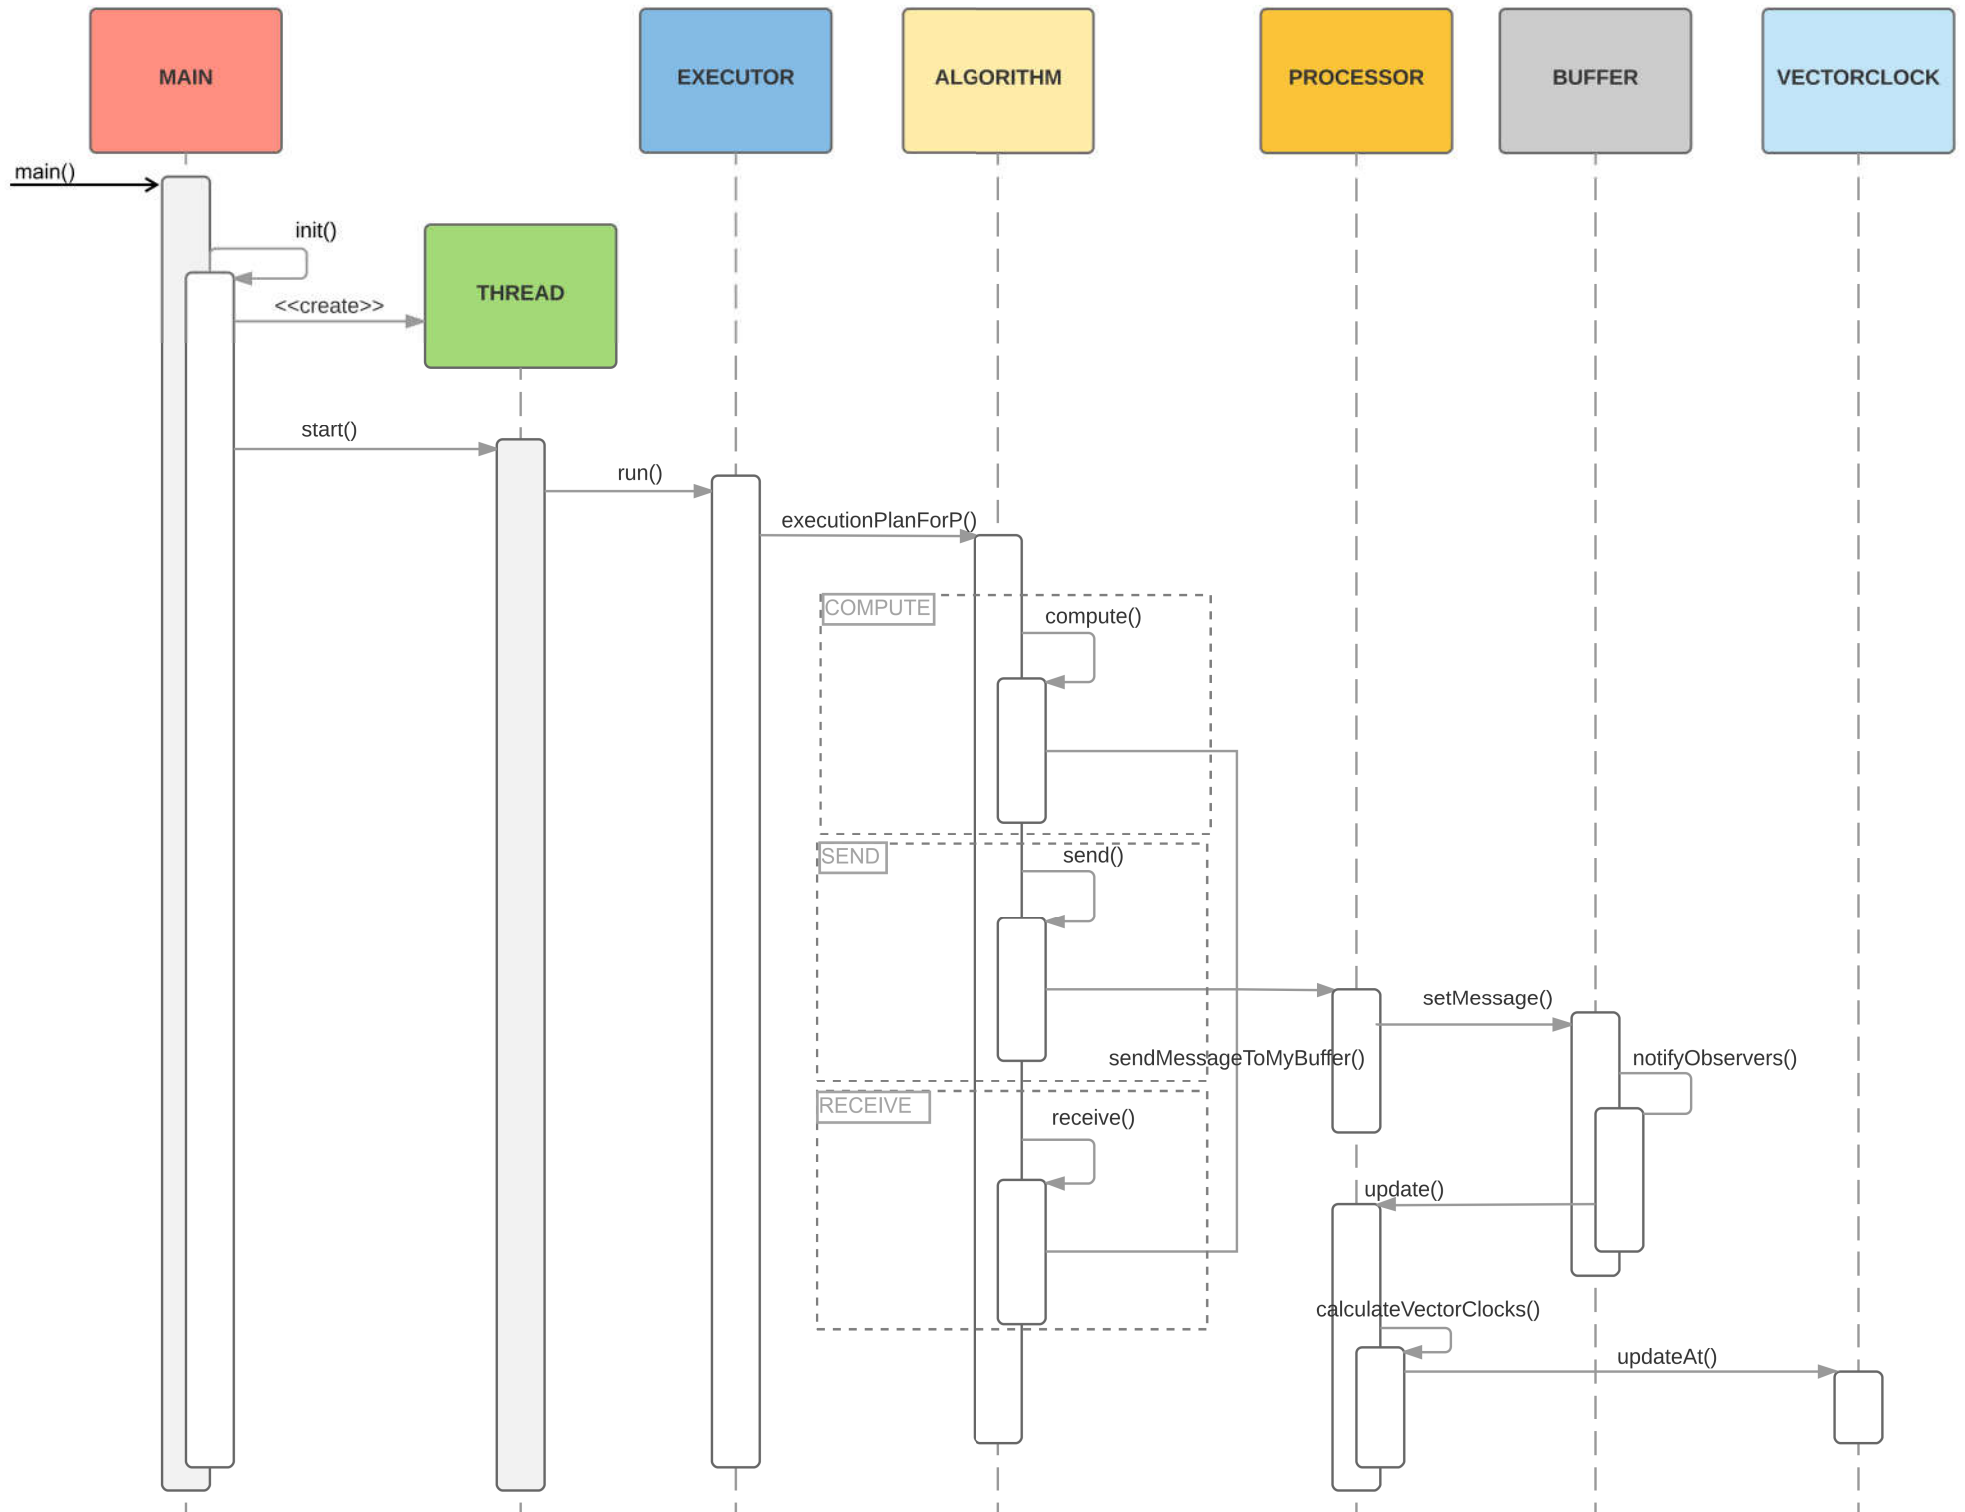 MAIN
EXECUTOR
ALGORITHM
PROCESSOR
BUFFER
VECTORCLOCK
main()
init()
THREAD
<<create>>
start()
run()
executionPlanForP()
COMPUTE
compute()
SEND
send()
setMessage()
sendMessageToMyBuffer()
notifyObservers()
RECEIVE
receive()
update()
calculateVectorClocks()
updateAt()